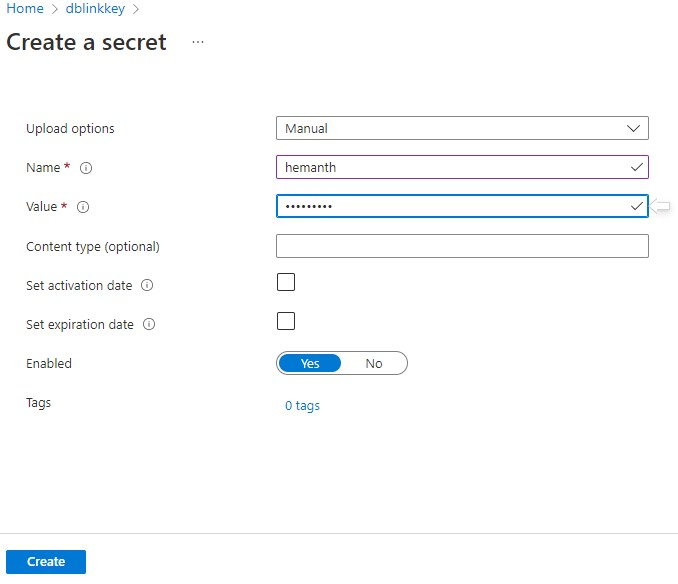 Home > dblinkkey >
Create a secret ...
Upload options Manual
Name * hemanth
Value * •••••••••
Content type (optional)
Set activation date
Set expiration date
Enabled Yes No
Tags 0 tags
Create